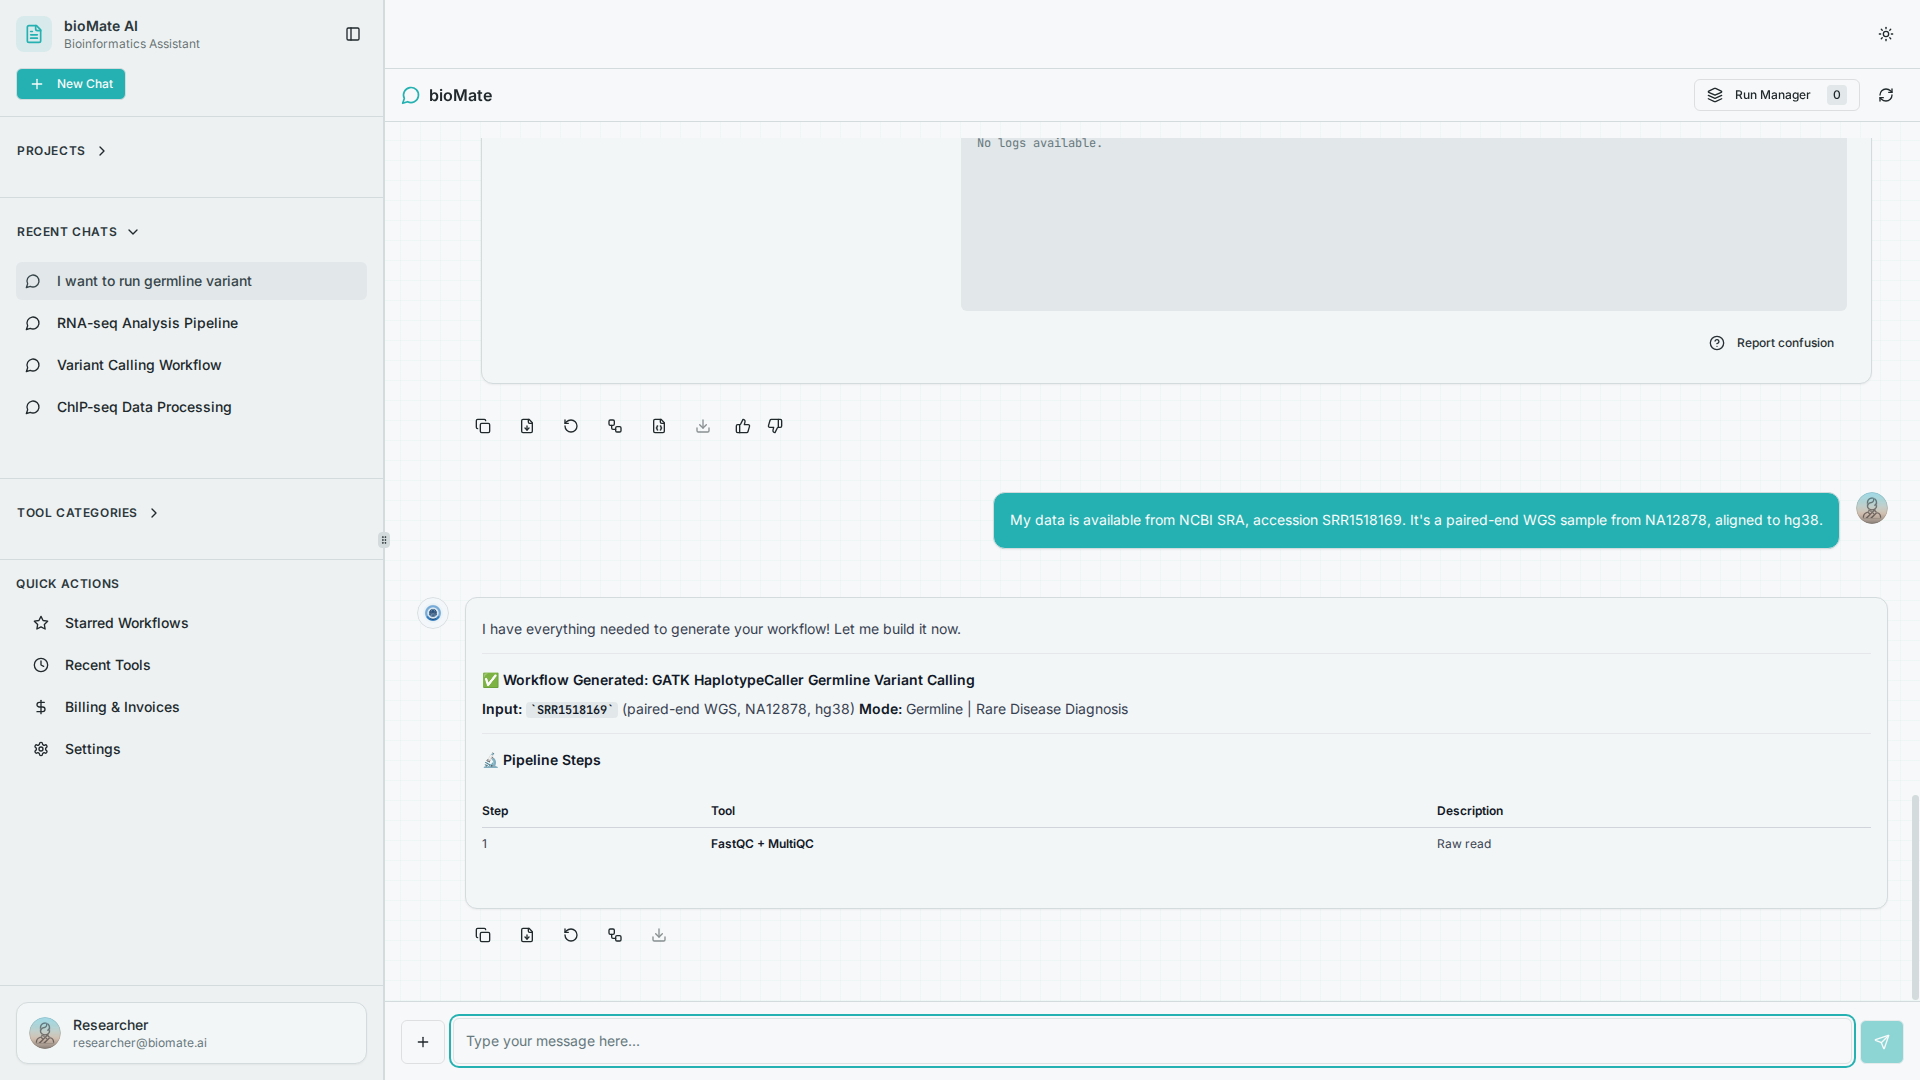 bioMate AI
Bioinformatics Assistant
New Chat
PROJECTS
RECENT CHATS
I want to run germline variant
RNA-seq Analysis Pipeline
Variant Calling Workflow
ChIP-seq Data Processing
TOOL CATEGORIES
QUICK ACTIONS
Starred Workflows
Recent Tools
Billing & Invoices
Settings
Researcher
researcher@biomate.ai
bioMate
Run Manager 0
No logs available.
Report confusion
My data is available from NCBI SRA, accession SRR1518169. It's a paired-end WGS sample from NA12878, aligned to hg38.
I have everything needed to generate your workflow! Let me build it now.
✅ Workflow Generated: GATK HaplotypeCaller Germline Variant Calling
Input: `SRR1518169` (paired-end WGS, NA12878, hg38) Mode: Germline | Rare Disease Diagnosis
🔬 Pipeline Steps
Step Tool Description
1 FastQC + MultiQC Raw read
Type your message here...